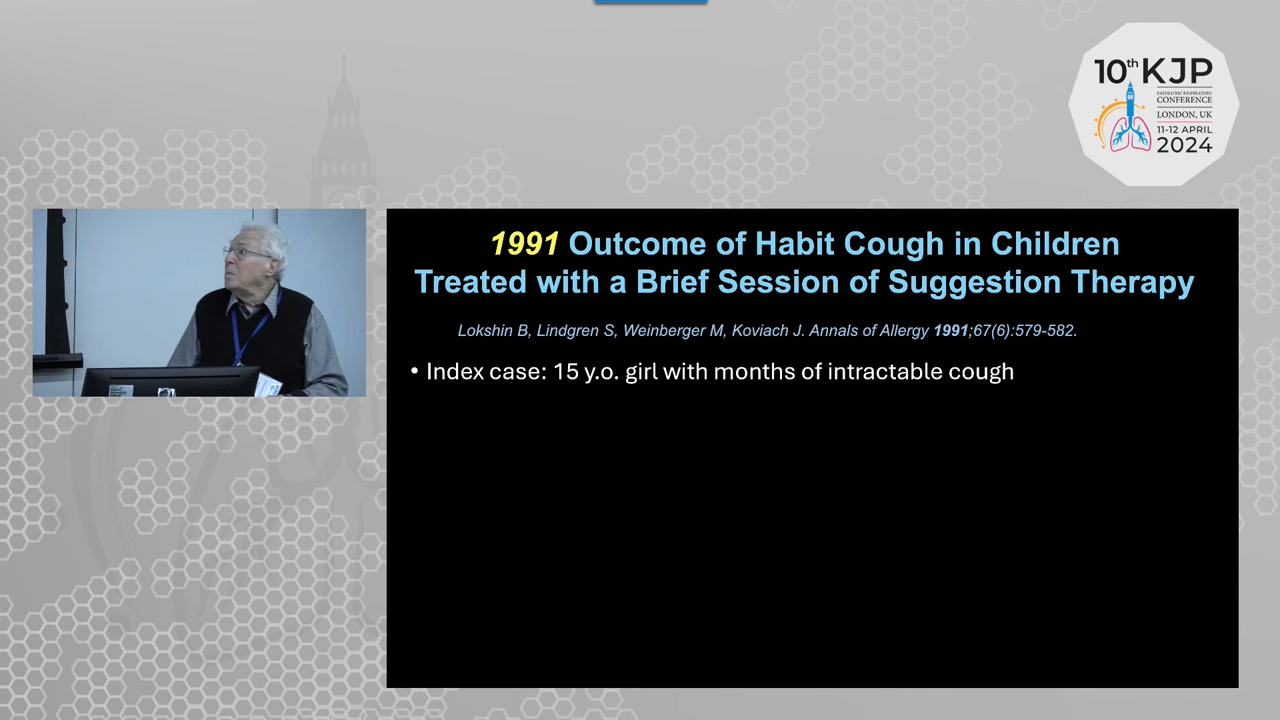 10th KJP
PAEDIATRIC RESPIRATORY
CONFERENCE
LONDON, UK
11-12 APRIL
2024
1991 Outcome of Habit Cough in Children
Treated with a Brief Session of Suggestion Therapy
Lokshin B, Lindgren S, Weinberger M, Koviach J. Annals of Allergy 1991;67(6):579-582.
• Index case: 15 y.o. girl with months of intractable cough